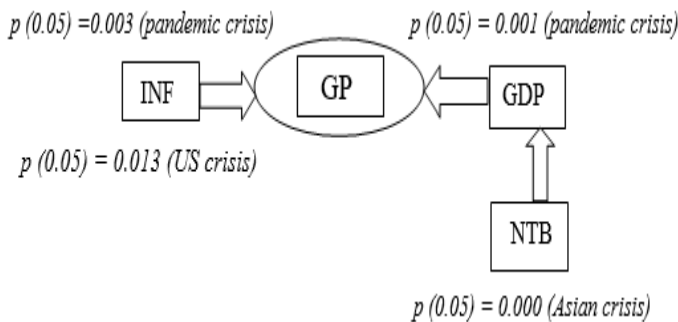 p (0.05) =0.003 (pandemic crisis)
p (0.05) = 0.001 (pandemic crisis)
INF
GP
GDP
p (0.05) = 0.013 (US crisis)
NTB
p (0.05) = 0.000 (Asian crisis)